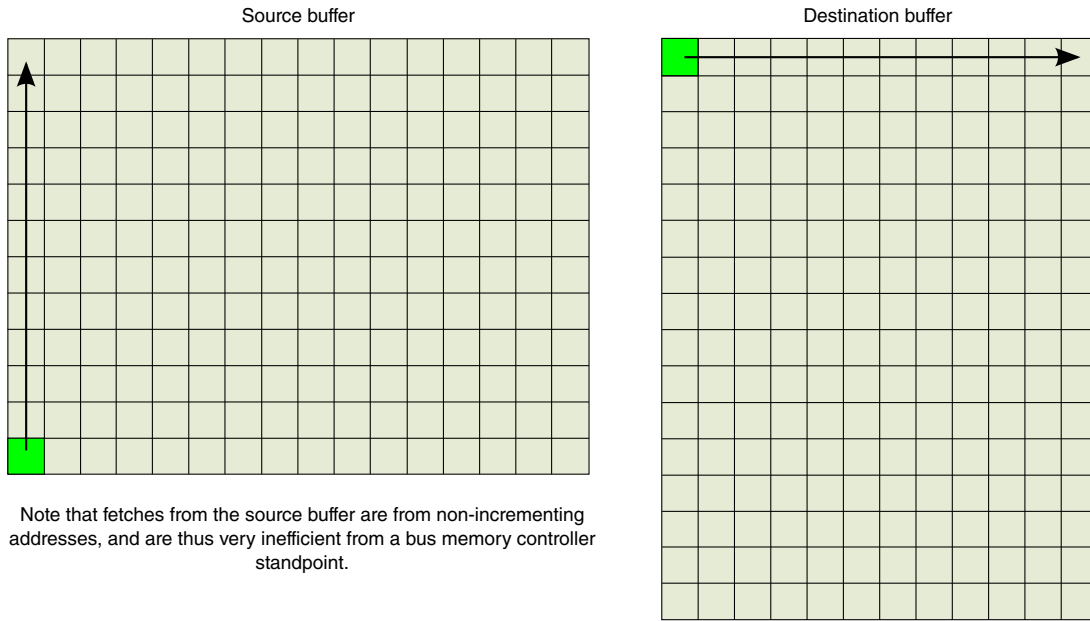 Source buffer
Destination buffer
Note that fetches from the source buffer are from non-incrementing
addresses, and are thus very inefficient from a bus memory controller
standpoint.